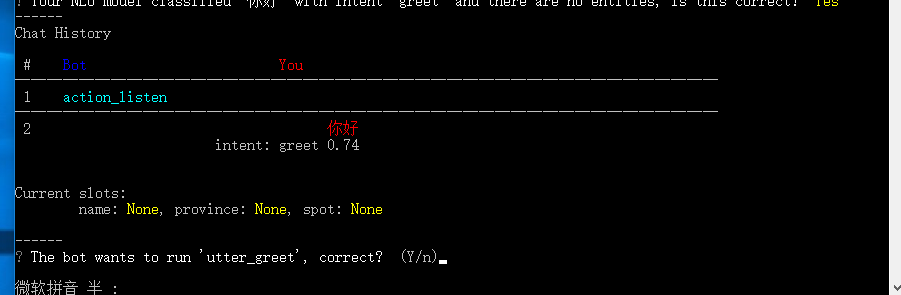 ? Your NLU model classified '你好' with intent 'greet' and there are no entities, is this correct? Yes
------
Chat History
# Bot You
1 action_listen
2 你好
intent: greet 0.74
Current slots:
name: None, province: None, spot: None
------
? The bot wants to run 'utter_greet', correct? (Y/n)
微软拼音 半 :